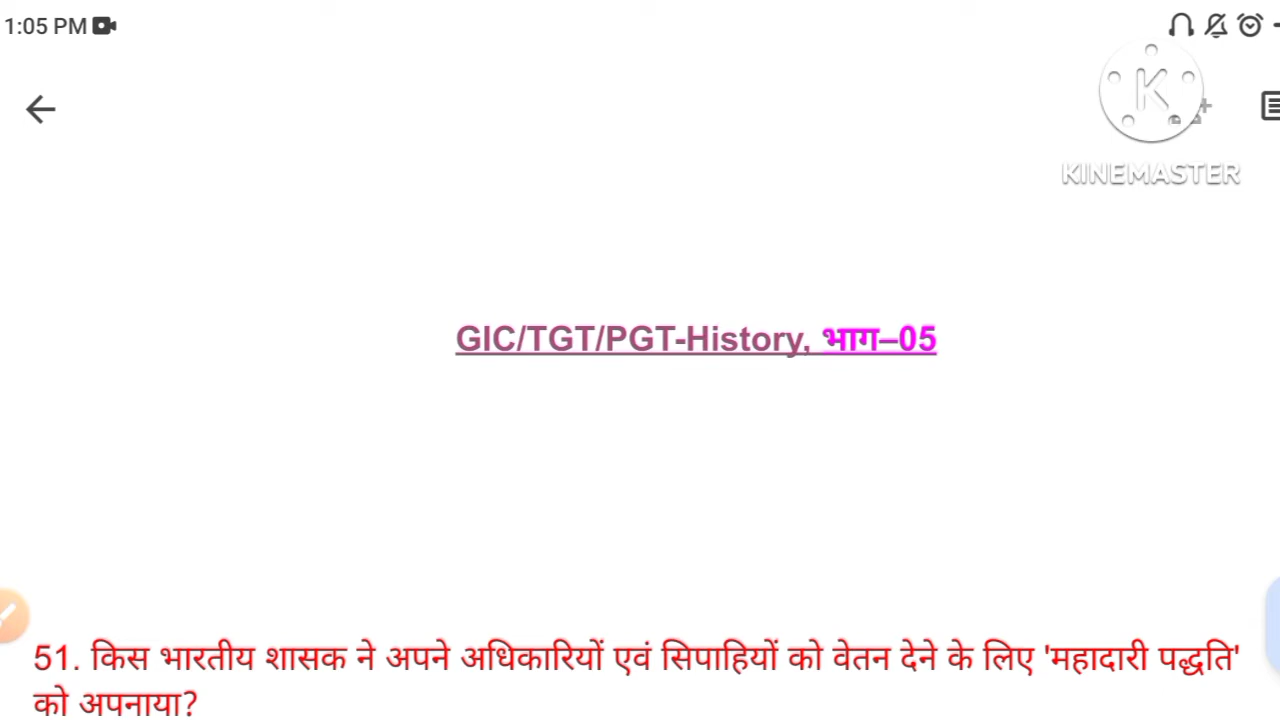 1:05 PM
K
KINEMASTER
GIC/TGT/PGT-History, भाग–05
51. किस भारतीय शासक ने अपने अधिकारियों एवं सिपाहियों को वेतन देने के लिए 'महादारी पद्धति'
को अपनाया?